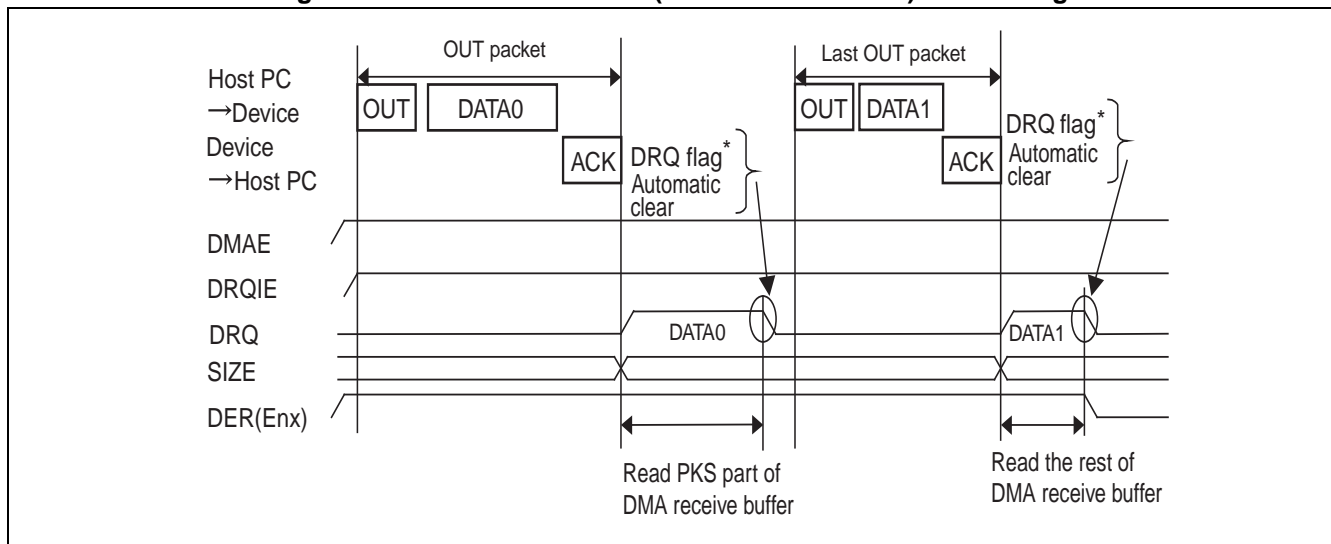 OUT packet
Last OUT packet
Host PC
→Device
OUT
DATA0
OUT
DATA1
Device
→Host PC
ACK
DRQ flag*
Automatic
clear
ACK
DRQ flag*
Automatic
clear
DMAE
DRQIE
DRQ
DATA0
DATA1
SIZE
DER(Enx)
Read PKS part of
DMA receive buffer
Read the rest of
DMA receive buffer